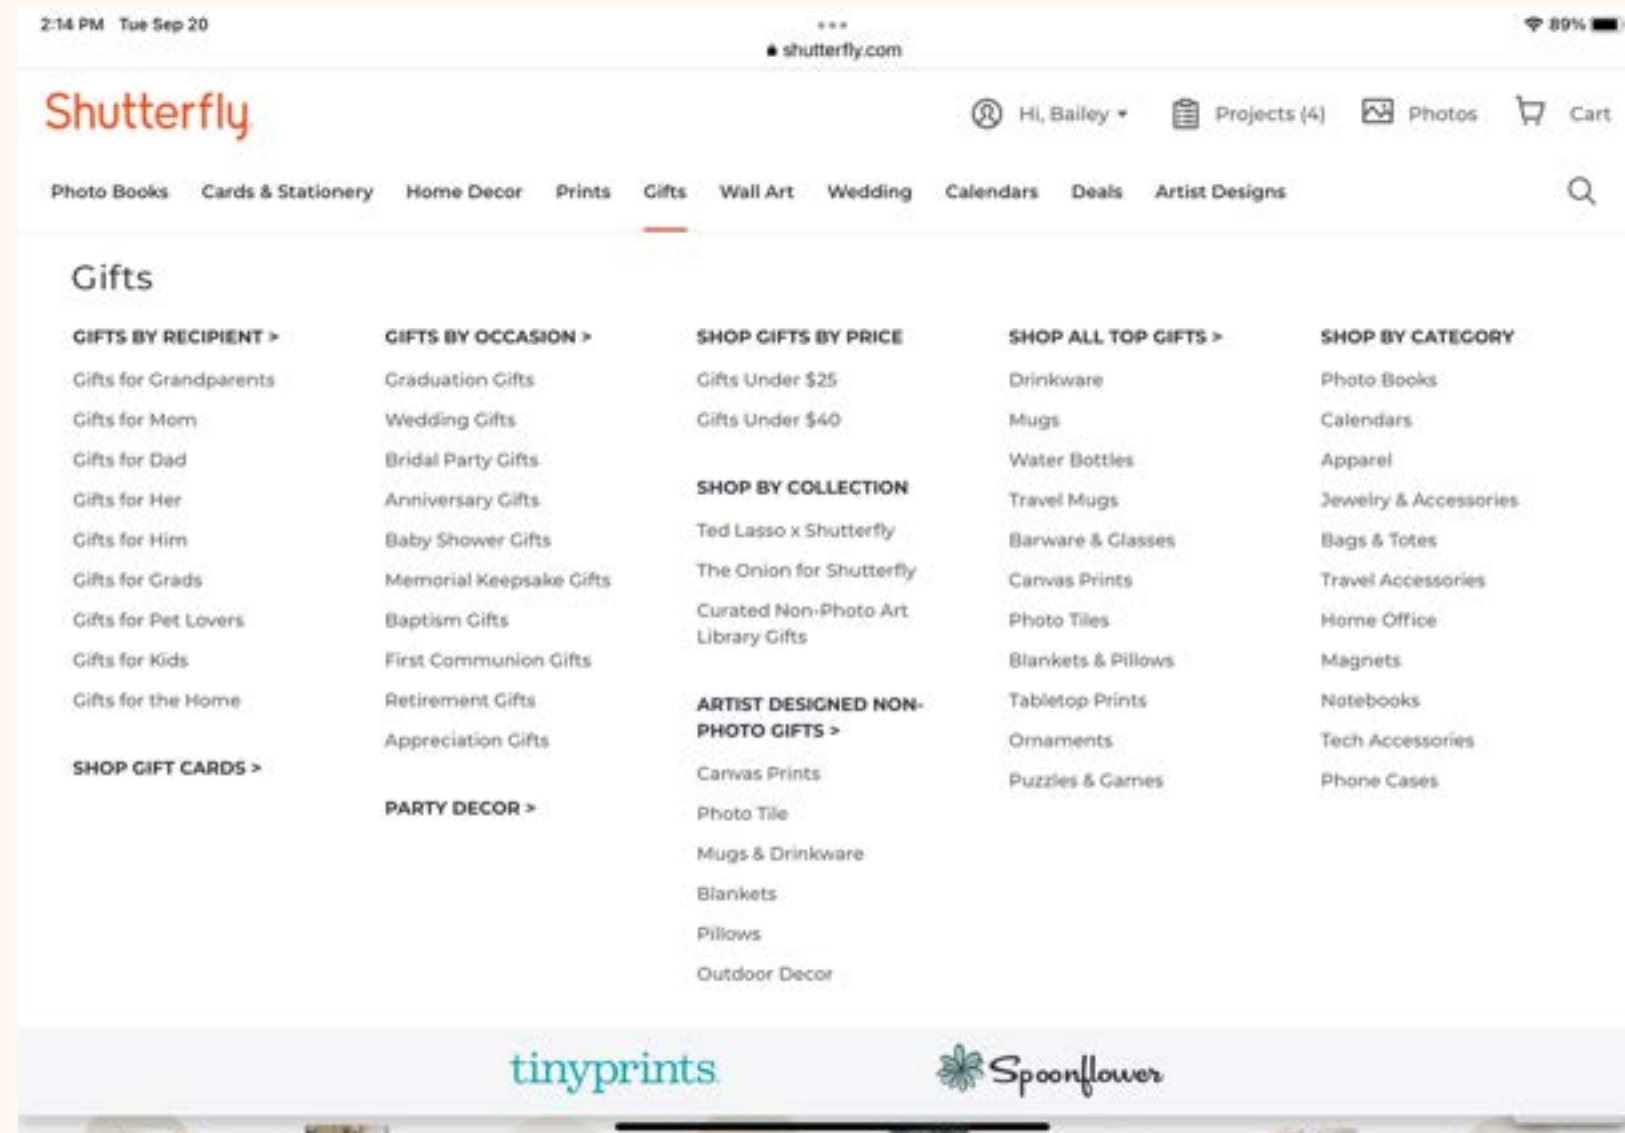 2:14 PM Tue Sep 20
89%
shutterfly.com
Shutterfly
Hi, Bailey
Projects (4)
Photos
Cart
Photo Books
Cards & Stationery
Home Decor
Prints
Gifts
Wall Art
Wedding
Calendars
Deals
Artist Designs
Gifts
GIFTS BY RECIPIENT >
Gifts for Grandparents
Gifts for Mom
Gifts for Dad
Gifts for Her
Gifts for Him
Gifts for Grads
Gifts for Pet Lovers
Gifts for Kids
Gifts for the Home
SHOP GIFT CARDS >
GIFTS BY OCCASION >
Graduation Gifts
Wedding Gifts
Bridal Party Gifts
Anniversary Gifts
Baby Shower Gifts
Memorial Keepsake Gifts
Baptism Gifts
First Communion Gifts
Retirement Gifts
Appreciation Gifts
PARTY DECOR >
SHOP GIFTS BY PRICE
Gifts Under $25
Gifts Under $40
SHOP BY COLLECTION
Ted Lasso x Shutterfly
The Onion for Shutterfly
Curated Non-Photo Art
Library Gifts
ARTIST DESIGNED NON-
PHOTO GIFTS >
Canvas Prints
Photo Tile
Mugs & Drinkware
Blankets
Pillows
Outdoor Decor
SHOP ALL TOP GIFTS >
Drinkware
Mugs
Water Bottles
Travel Mugs
Barware & Glasses
Canvas Prints
Photo Tiles
Blankets & Pillows
Tabletop Prints
Ornaments
Puzzles & Games
SHOP BY CATEGORY
Photo Books
Calendars
Apparel
Jewelry & Accessories
Bags & Totes
Travel Accessories
Home Office
Magnets
Notebooks
Tech Accessories
Phone Cases
tinyprints
Spoonflower